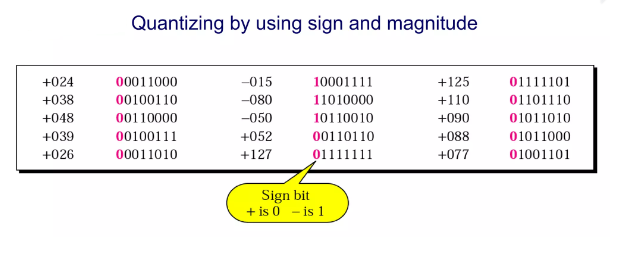 Quantizing by using sign and magnitude
+024 00011000 −015 10001111 +125 01111101
+038 00100110 −080 11010000 +110 01101110
+048 00110000 −050 10110010 +090 01011010
+039 00100111 +052 00110110 +088 01011000
+026 00011010 +127 01111111 +077 01001101
Sign bit
+ is 0 − is 1